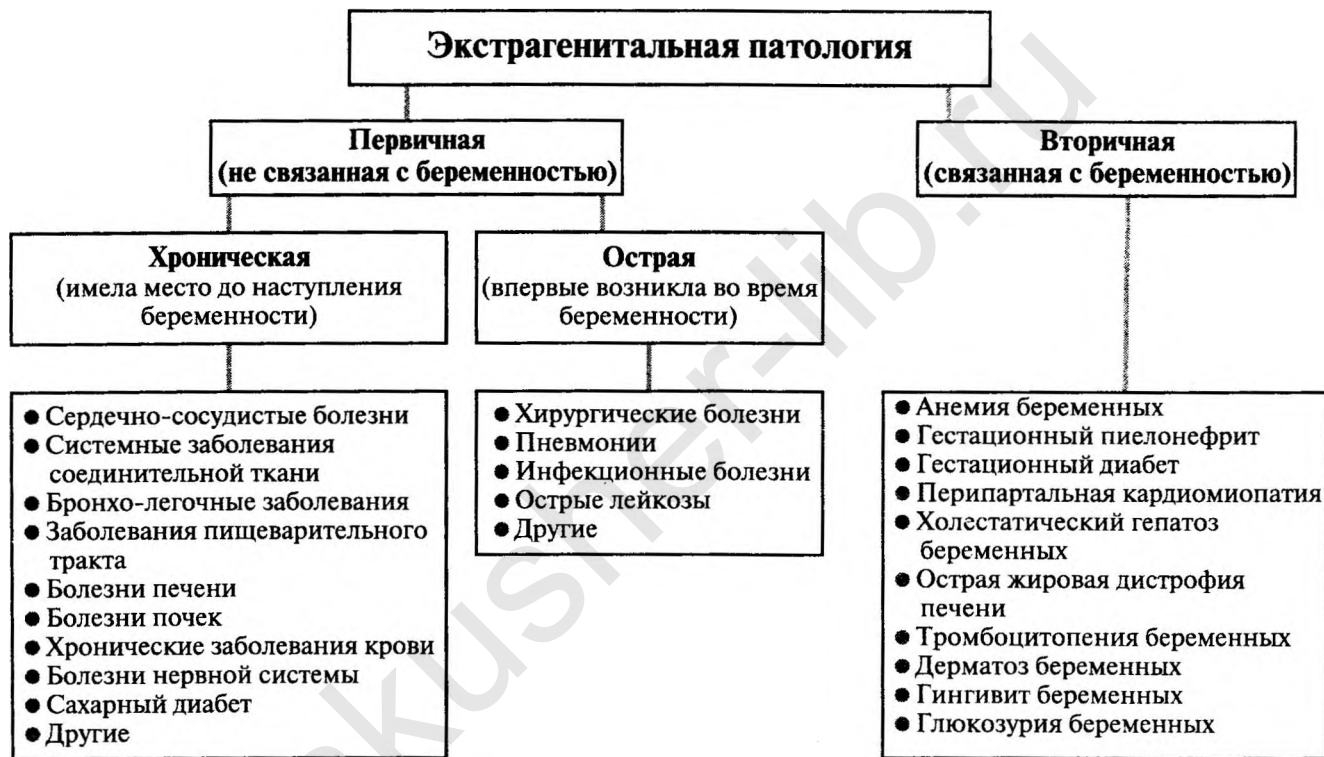 Экстрагенитальная патология
Первичная
(не связанная с беременностью)
Вторичная
(связанная с беременностью)
Хроническая
(имела место до наступления
беременности)
Острая
(впервые возникла во время
беременности)
● Сердечно-сосудистые болезни
● Системные заболевания
соединительной ткани
● Бронхо-легочные заболевания
● Заболевания пищеварительного
тракта
● Болезни печени
● Болезни почек
● Хронические заболевания крови
● Болезни нервной системы
● Сахарный диабет
● Другие
● Хирургические болезни
● Пневмонии
● Инфекционные болезни
● Острые лейкозы
● Другие
● Анемия беременных
● Гестационный пиелонефрит
● Гестационный диабет
● Перипартальная кардиомиопатия
● Холестатический гепатоз
беременных
● Острая жировая дистрофия
печени
● Тромбоцитопения беременных
● Дерматоз беременных
● Гингивит беременных
● Глюкозурия беременных
kusher-lib.ru